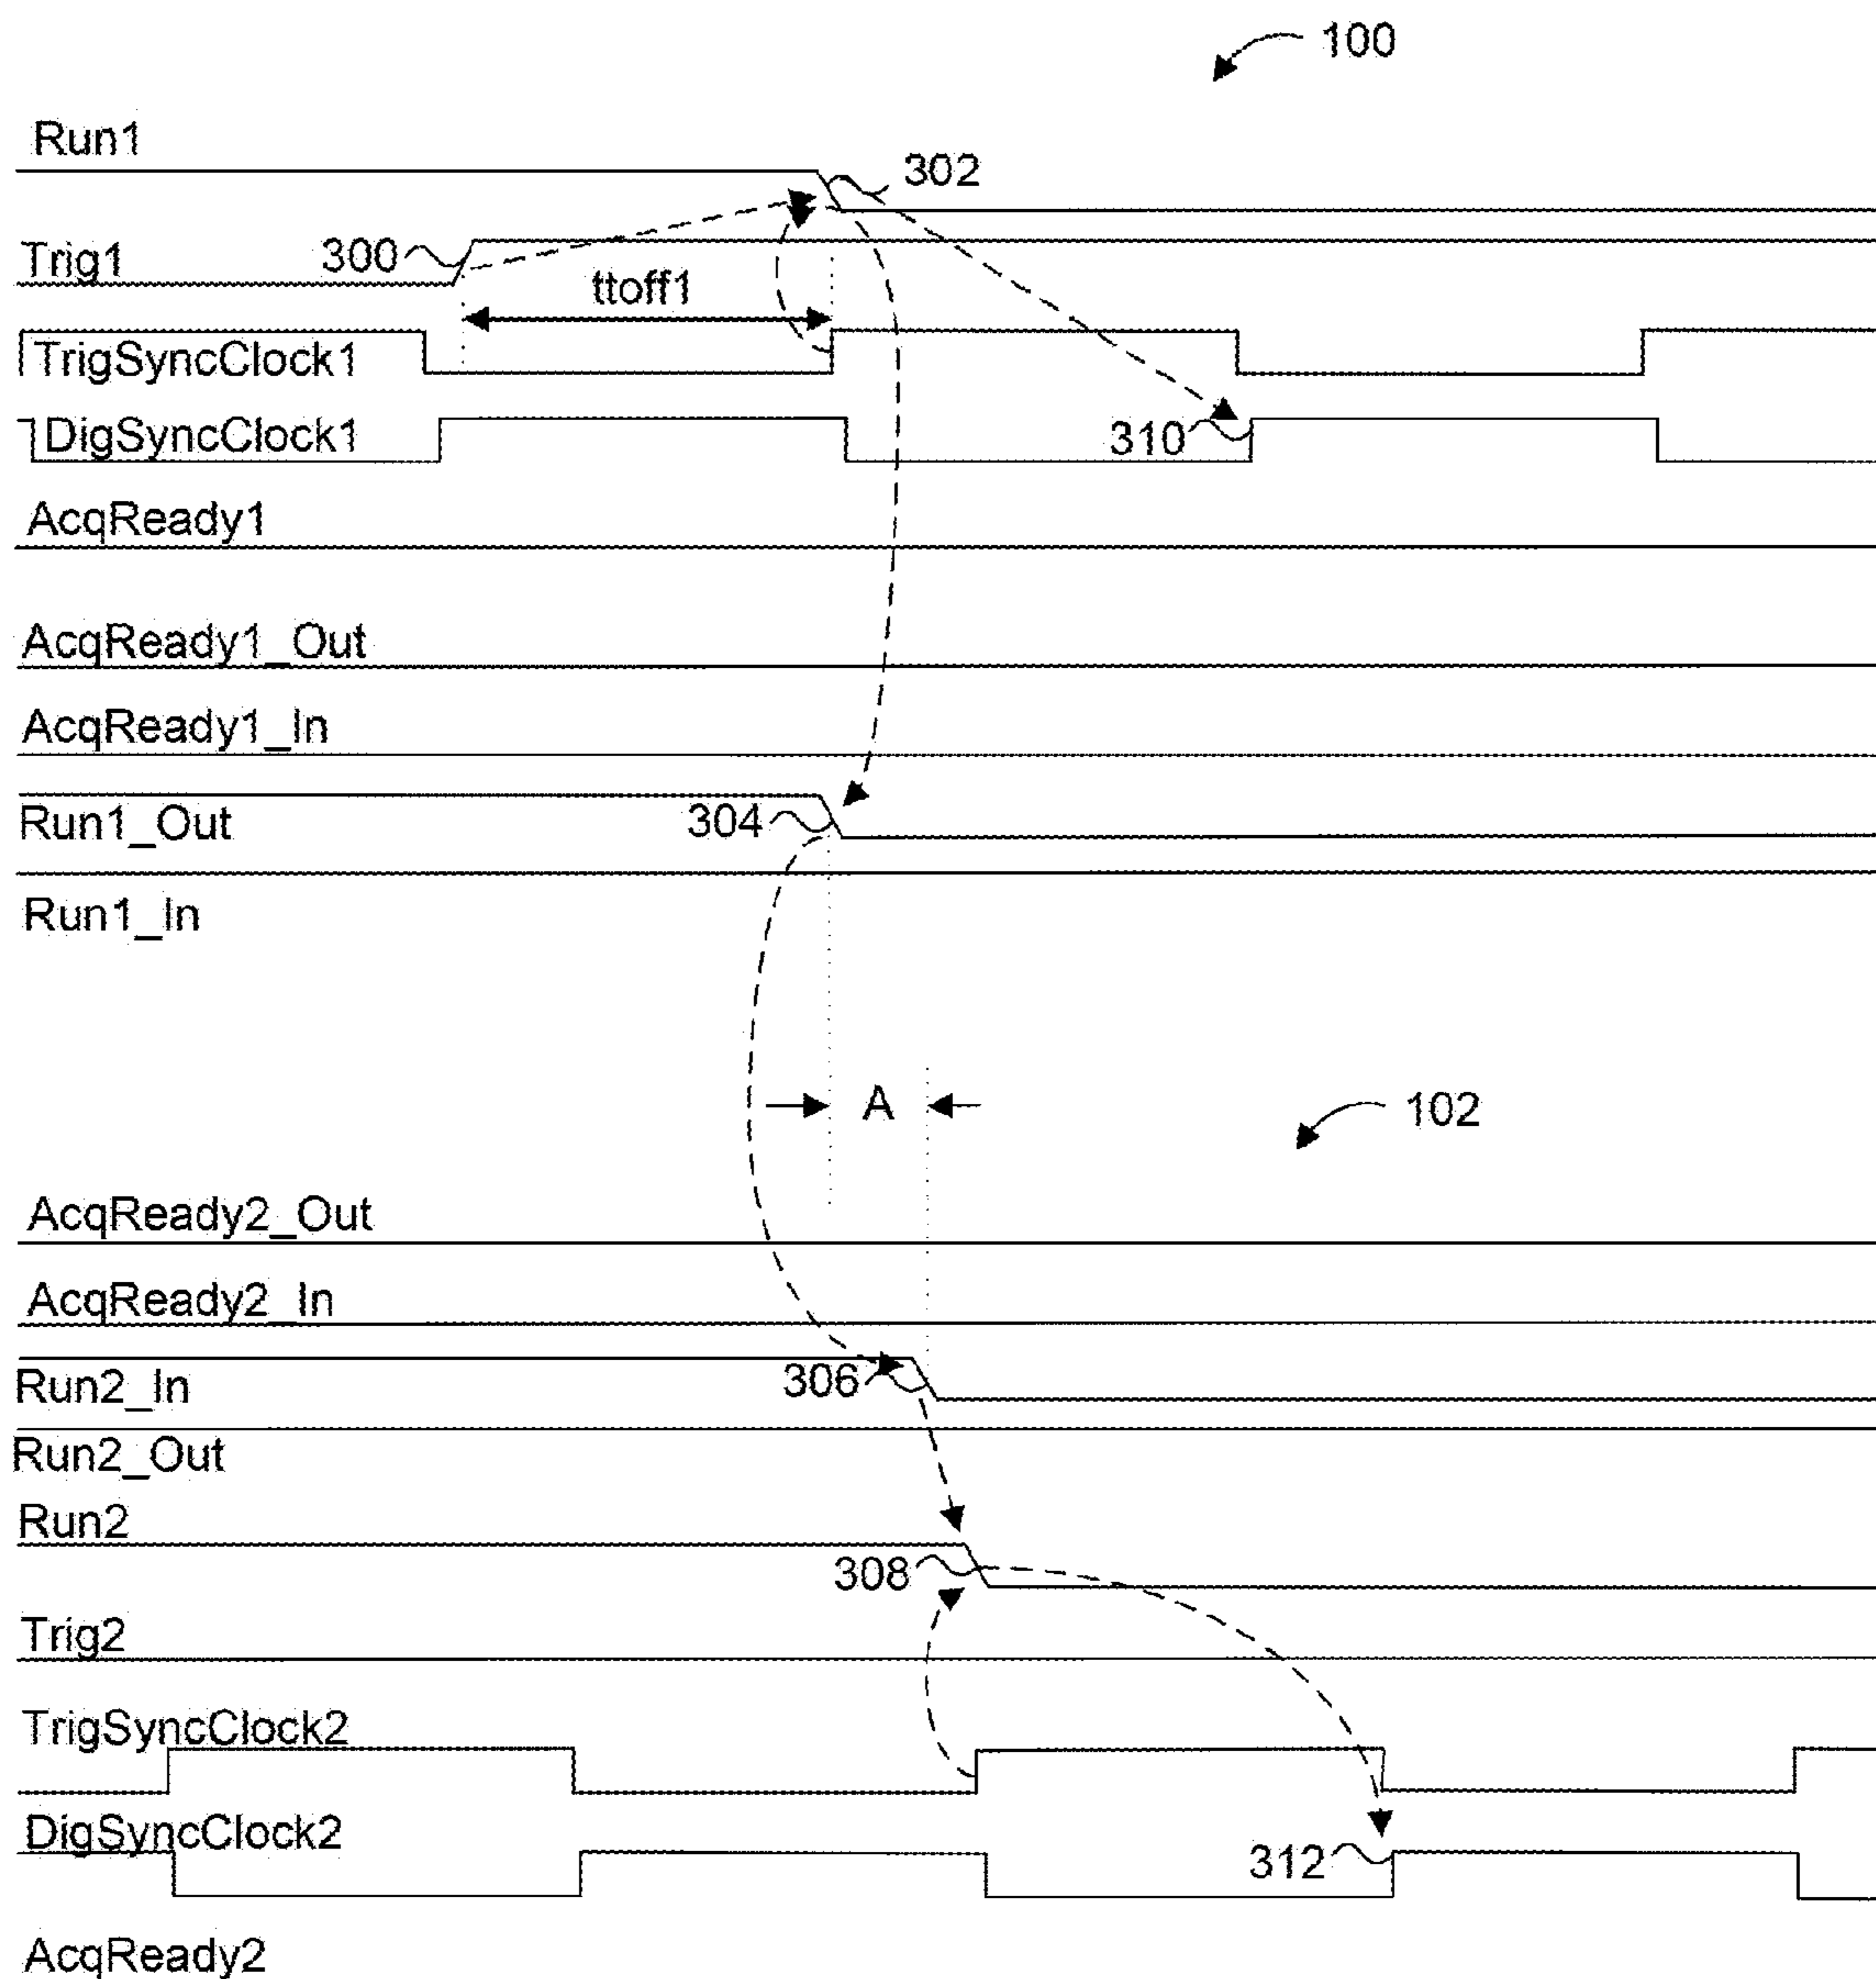 100
Run1
302
Trig1
300
ttoff1
TrigSyncClock1
DigSyncClock1
310
AcqReady1
AcqReady1_Out
AcqReady1_In
Run1_Out
304
Run1_In
A
102
AcqReady2_Out
AcqReady2_In
Run2_In
306
Run2_Out
Run2
308
Trig2
TrigSyncClock2
DigSyncClock2
312
AcqReady2